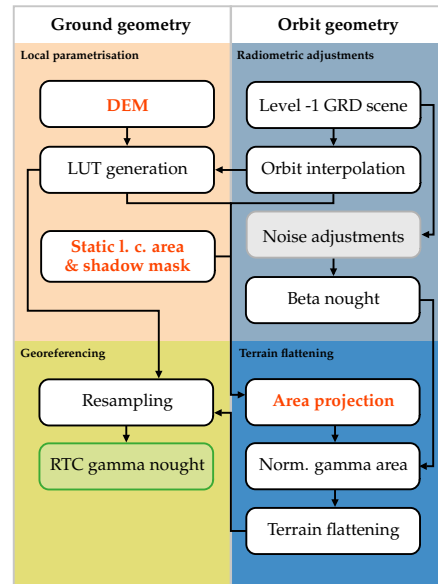 Ground geometry
Orbit geometry
Local parametrisation
Radiometric adjustments
DEM
Level -1 GRD scene
LUT generation
Orbit interpolation
Static l. c. area
& shadow mask
Noise adjustments
Beta nought
Georeferencing
Terrain flattening
Resampling
Area projection
RTC gamma nought
Norm. gamma area
Terrain flattening